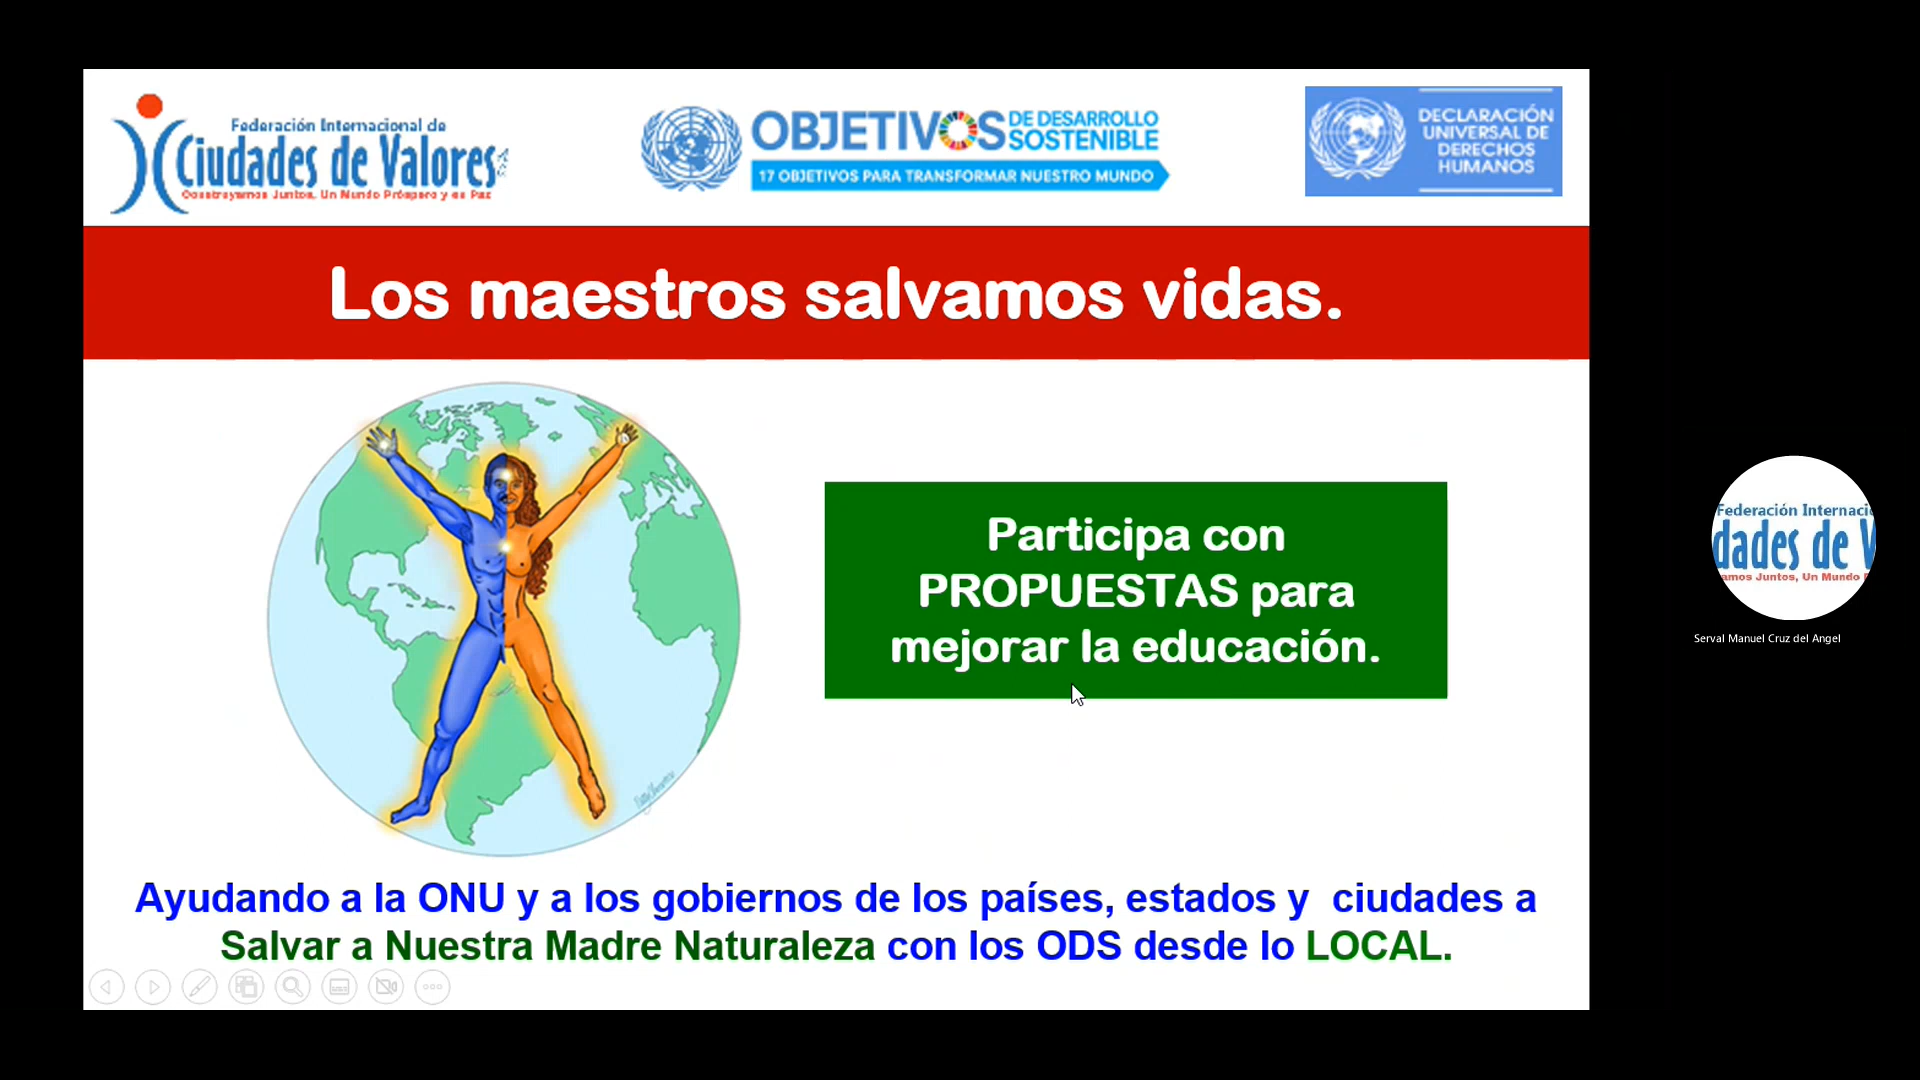 Federación Internacional de
Ciudades de Valores
Construyamos Juntos, Un Mundo Próspero y en Paz
OBJETIVOS DE DESARROLLO SOSTENIBLE
17 OBJETIVOS PARA TRANSFORMAR NUESTRO MUNDO
DECLARACIÓN
UNIVERSAL DE
DERECHOS
HUMANOS
Los maestros salvamos vidas.
Participa con
PROPUESTAS para
mejorar la educación.
Federación Internaci
dades de V
amos Juntos, Un Mundo
Serval Manuel Cruz del Angel
Ayudando a la ONU y a los gobiernos de los países, estados y ciudades a
Salvar a Nuestra Madre Naturaleza con los ODS desde lo LOCAL.